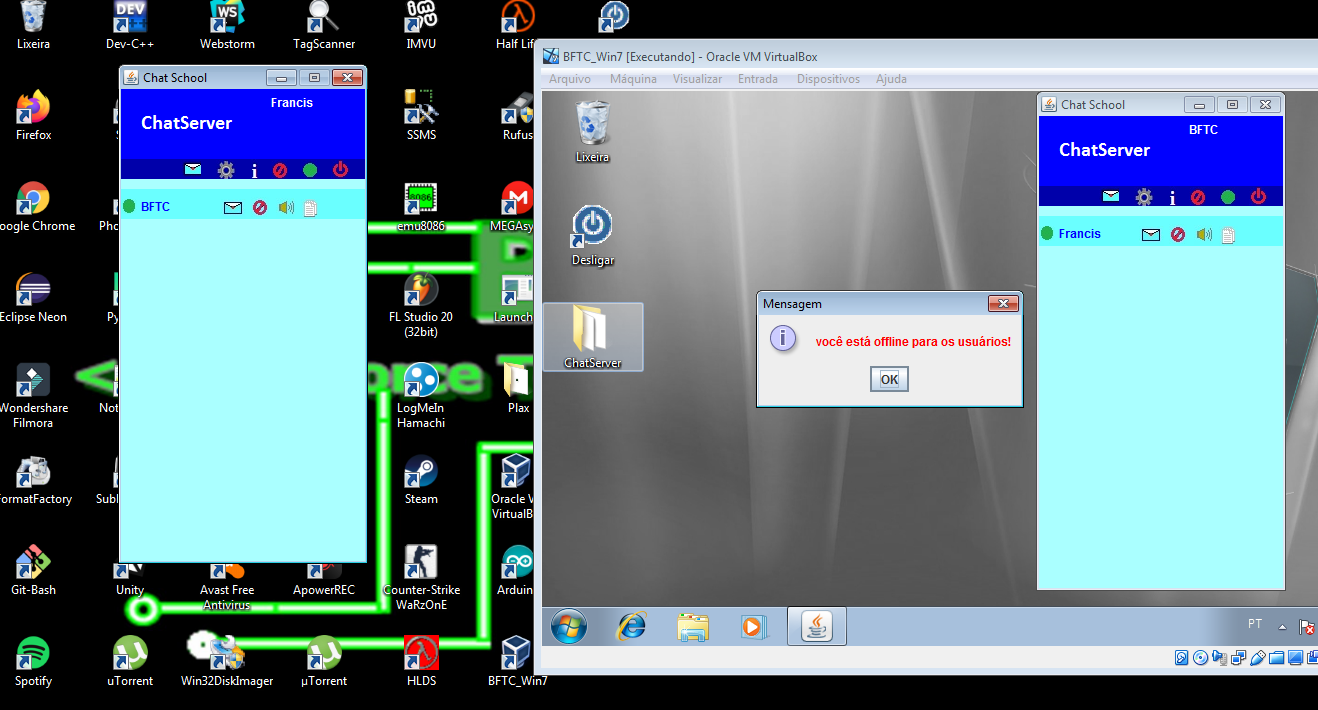 Lixeira
Dev-C++
Webstorm
TagScanner
IMVU
Half Lif
BFTC_Win7 [Executando] - Oracle VM VirtualBox
Arquivo Máquina Visualizar Entrada Dispositivos Ajuda
Chat School
Francis
ChatServer
BFTC
Firefox
SSMS
Rufus
oogle Chrome
Pho
emu8086
MEGAsy
Eclipse Neon
Py
FL Studio 20
(32bit)
Launch
Wondershare
Filmora
Not
LogMeIn
Hamachi
Plax
FormatFactory
Subl
Steam
Oracle V
VirtualB
Git-Bash
Unity
Avast Free
Antivirus
ApowerREC
Counter-Strike
WaRzOnE
Arduin
Spotify
uTorrent
Win32DiskImager
µTorrent
HLDS
BFTC_Win7
Lixeira
Desligar
ChatServer
Mensagem
você está offline para os usuários!
OK
Chat School
BFTC
ChatServer
Francis
PT